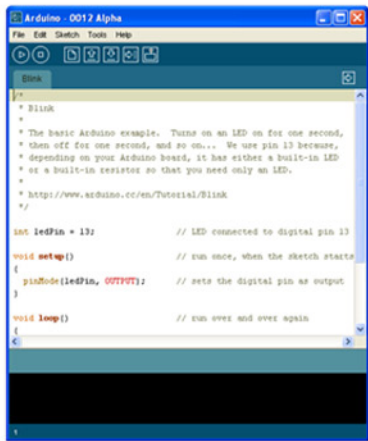 Arduino - 0012 Alpha
File Edit Sketch Tools Help
Blink
/*
* Blink
*
* The basic Arduino example.  Turns on an LED on for one second,
* then off for one second, and so on...  We use pin 13 because,
* depending on your Arduino board, it has either a built-in LED
* or a built-in resistor so that you need only an LED.
*
* http://www.arduino.cc/en/Tutorial/Blink
*/
int ledPin = 13; // LED connected to digital pin 13
void setup() // run once, when the sketch starts
{
pinMode(ledPin, OUTPUT); // sets the digital pin as output
}
void loop() // run over and over again
{